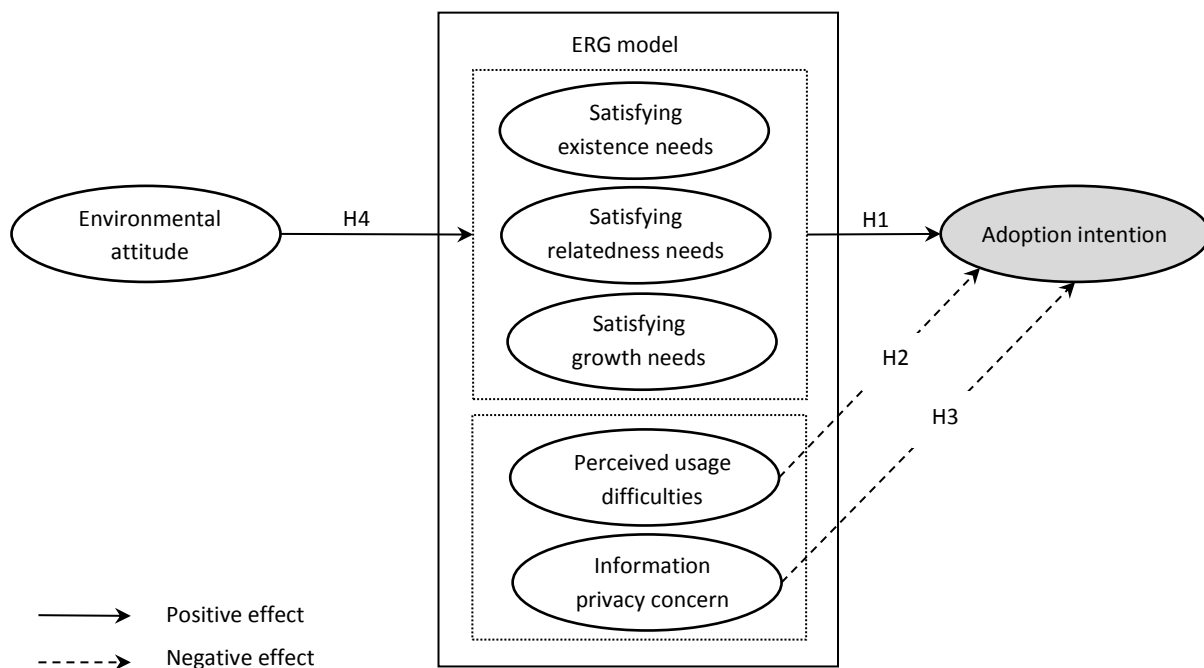 ERG model
Satisfying
existence needs
Environmental
attitude
H4
Satisfying
relatedness needs
H1
Adoption intention
Satisfying
growth needs
H2
H3
Perceived usage
difficulties
Information
privacy concern
Positive effect
Negative effect